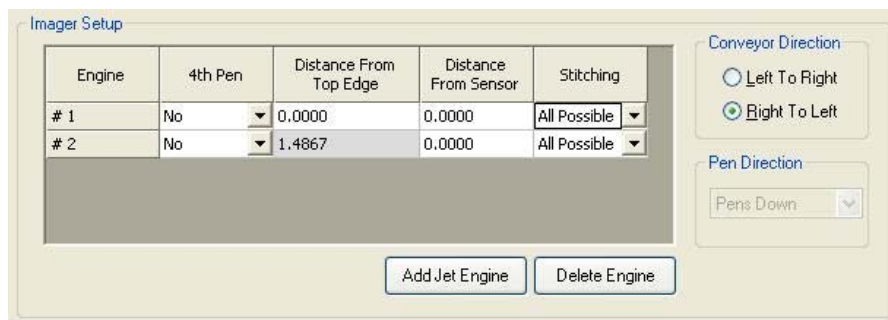 Imager Setup
Engine 4th Pen Distance From Top Edge Distance From Sensor Stitching
# 1 No 0.0000 0.0000 All Possible
# 2 No 1.4867 0.0000 All Possible
Add Jet Engine Delete Engine
Conveyor Direction
Left To Right
Right To Left
Pen Direction
Pens Down